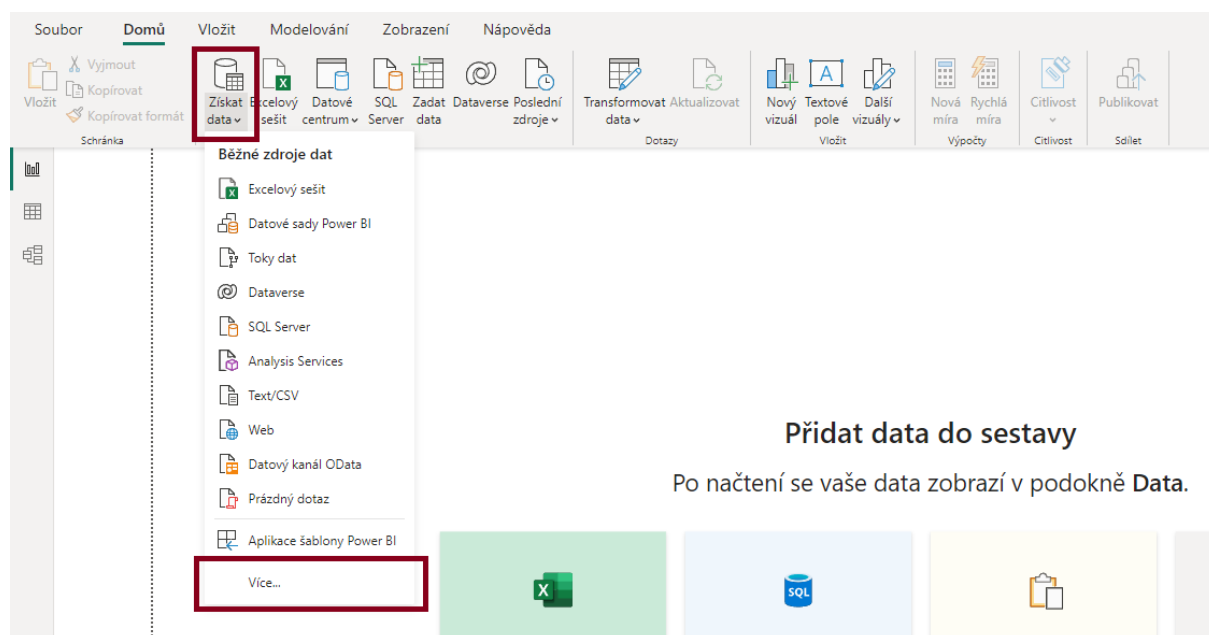 Soubor Domů Vložit Modelování Zobrazení Nápověda
Vložit
Vyjmout
Kopírovat
Kopírovat formát
Schránka
Získat data
Excelový sešit
Datové centrum
SQL Server
Zadat data
Dataverse
Poslední zdroje
Transformovat data
Aktualizovat
Dotazy
Nový vizuál
Textové pole
Další vizuály
Vložit
Nová míra
Rychlá míra
Výpočty
Citlivost
Citlivost
Publikovat
Sdílet
Běžné zdroje dat
Excelový sešit
Datové sady Power BI
Toky dat
Dataverse
SQL Server
Analysis Services
Text/CSV
Web
Datový kanál OData
Prázdný dotaz
Aplikace šablony Power BI
Více...
Přidat data do sestavy
Po načtení se vaše data zobrazí v podokně Data.
SQL